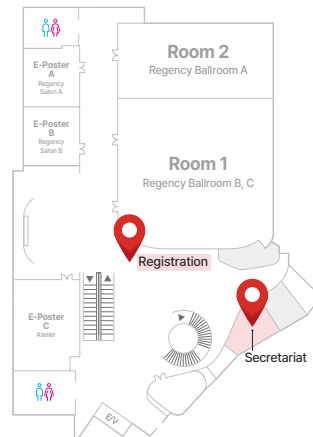 Room 2
Regency Ballroom A
E-Poster
A
Regency
Salon A
E-Poster
B
Regency
Salon B
Room 1
Regency Ballroom B, C
Registration
E-Poster
C
Atelier
Secretariat
E/V